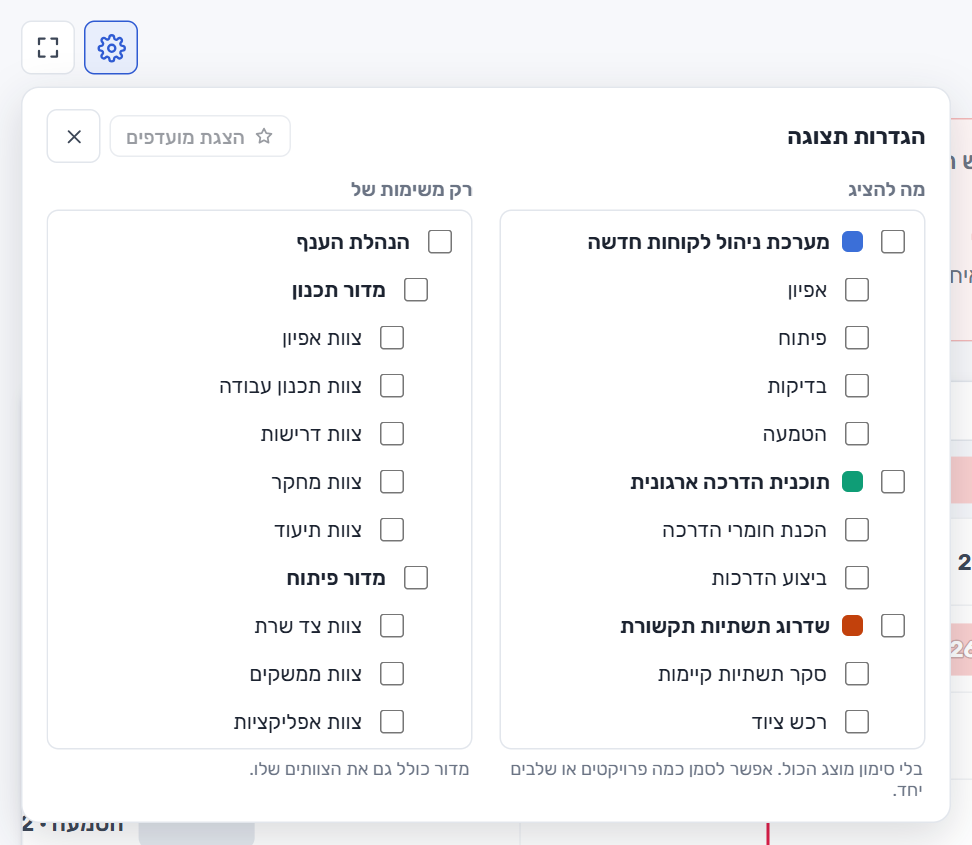 הגדרות תצוגה
הצגת מועדפים
מה להציג
מערכת ניהול לקוחות חדשה
אפיון
פיתוח
בדיקות
הטמעה
תוכנית הדרכה ארגונית
הכנת חומרי הדרכה
ביצוע הדרכות
שדרוג תשתיות תקשורת
סקר תשתיות קיימות
רכש ציוד
בלי סימון מוצג הכול. אפשר לסמן כמה פרויקטים או שלבים
יחד.
רק משימות של
הנהלת הענף
מדור תכנון
צוות אפיון
צוות תכנון עבודה
צוות דרישות
צוות מחקר
צוות תיעוד
מדור פיתוח
צוות צד שרת
צוות ממשקים
צוות אפליקציות
מדור כולל גם את הצוותים שלו.
הטמעה • 2